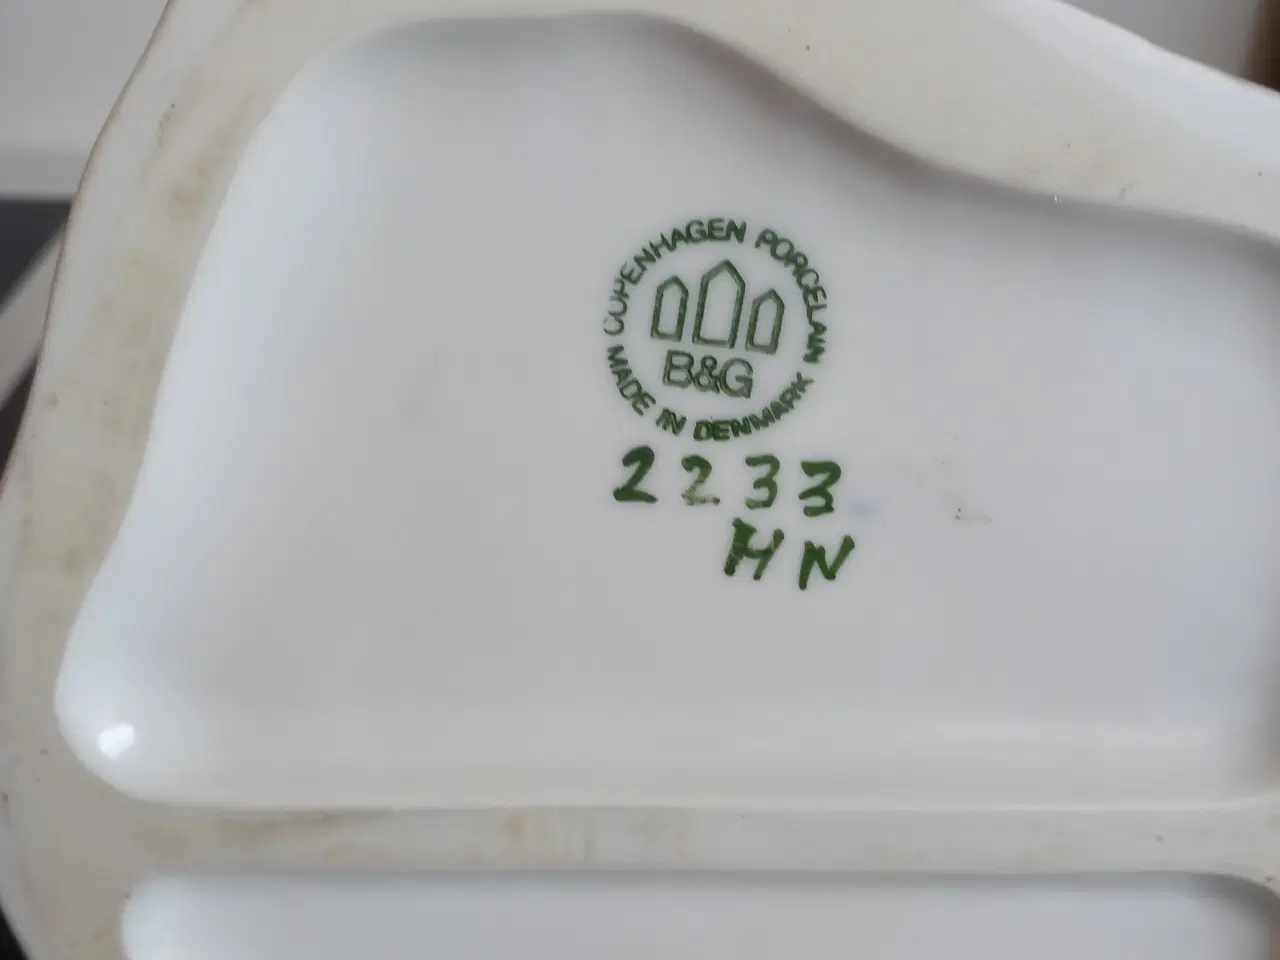 COPENHAGEN PORCELAIN
B&G
MADE IN DENMARK
2233
HN